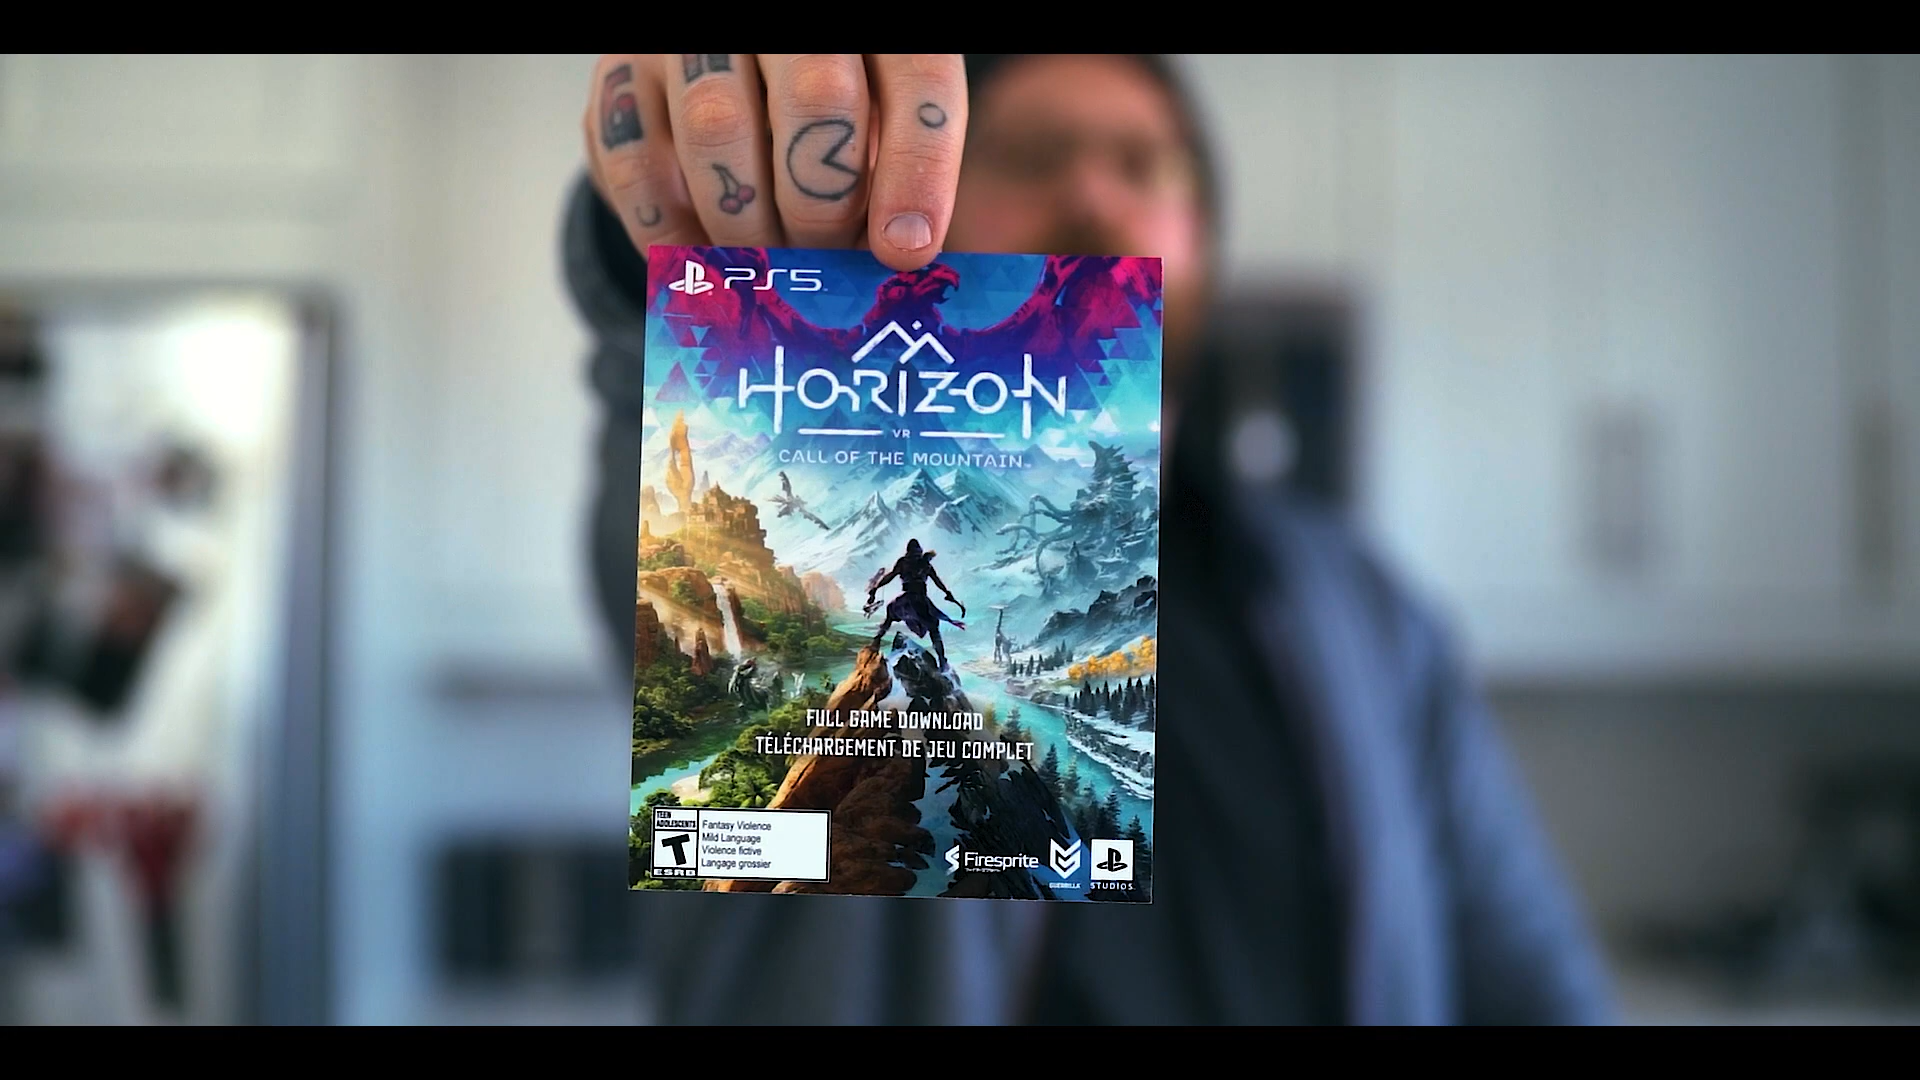 PS5
HORIZON
VR
CALL OF THE MOUNTAIN
FULL GAME DOWNLOAD
TÉLÉCHARGEMENT DE JEU COMPLET
TEEN
ADOLESCENTS
T
ESRB
Fantasy Violence
Mild Language
Violence fictive
Langage grossier
Firesprite
GUERRILLA
STUDIOS